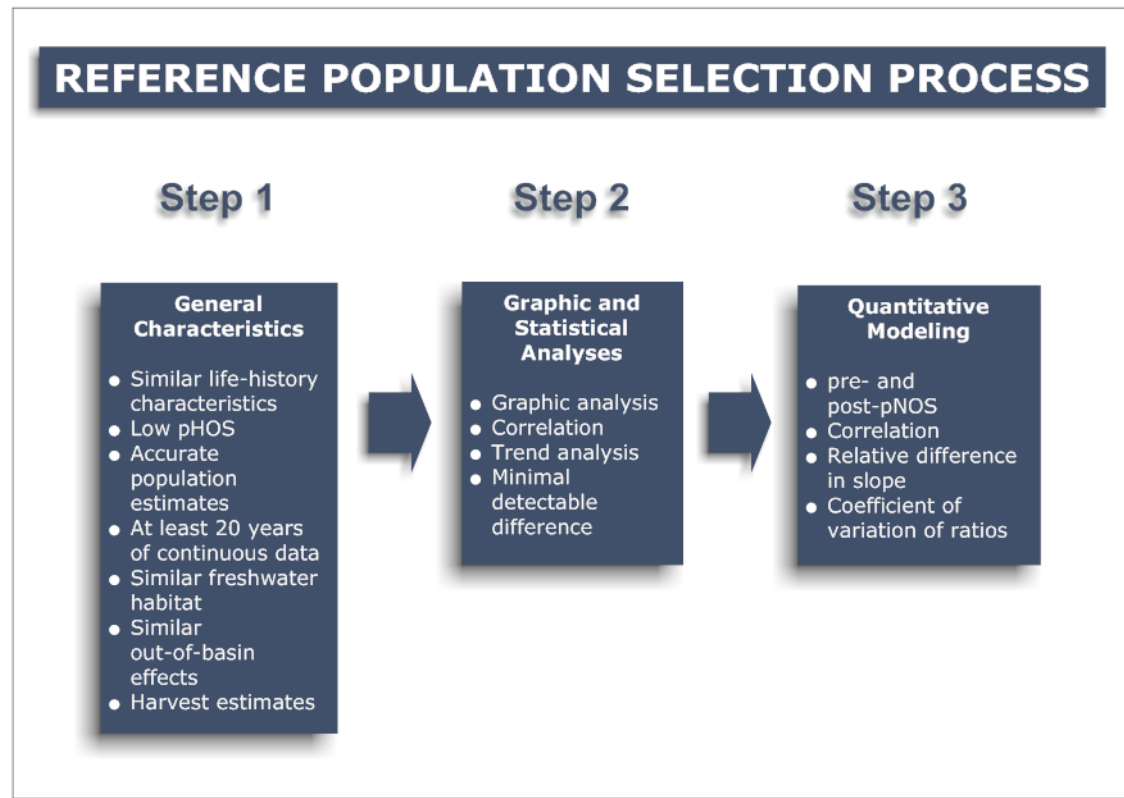 REFERENCE POPULATION SELECTION PROCESS
Step 1
General
Characteristics
● Similar life-history
characteristics
● Low pHOS
● Accurate
population
estimates
● At least 20 years
of continuous data
● Similar freshwater
habitat
● Similar
out-of-basin
effects
● Harvest estimates
Step 2
Graphic and
Statistical
Analyses
● Graphic analysis
● Correlation
● Trend analysis
● Minimal
detectable
difference
Step 3
Quantitative
Modeling
● pre- and
post-pNOS
● Correlation
● Relative difference
in slope
● Coefficient of
variation of ratios